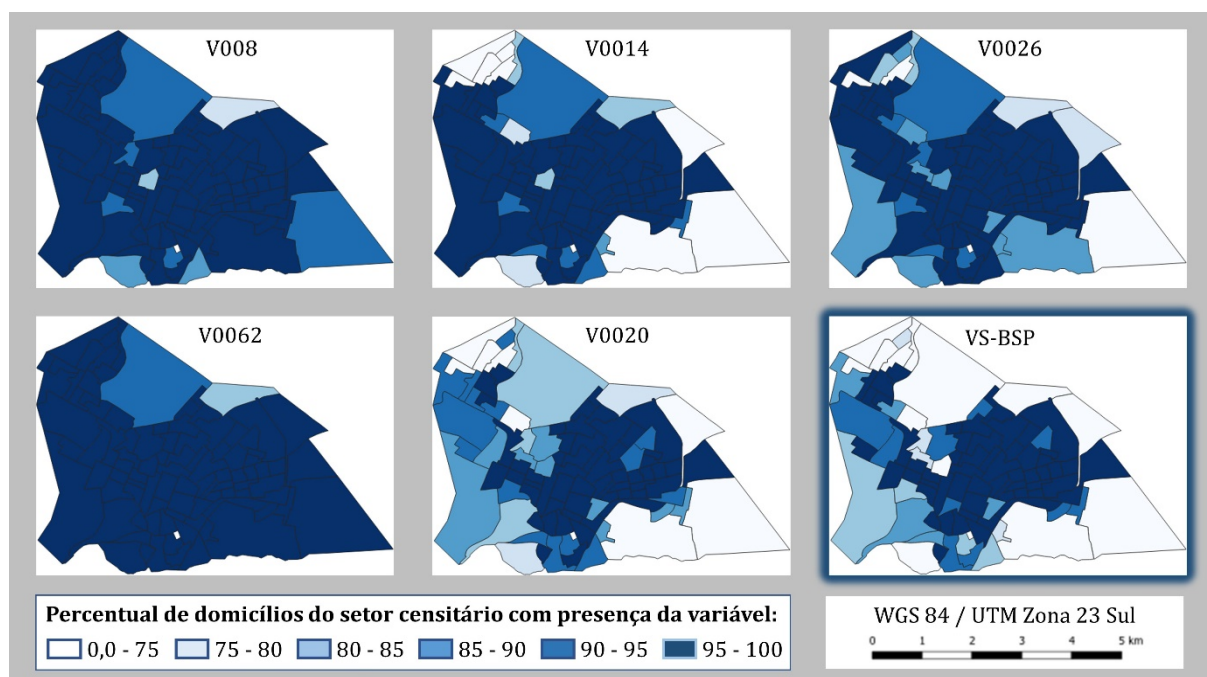 V008
V0014
V0026
V0062
V0020
VS-BSP
Percentual de domicílios do setor censitário com presença da variável:
0,0 - 75 75 - 80 80 - 85 85 - 90 90 - 95 95 - 100
WGS 84 / UTM Zona 23 Sul
0 1 2 3 4 5 km